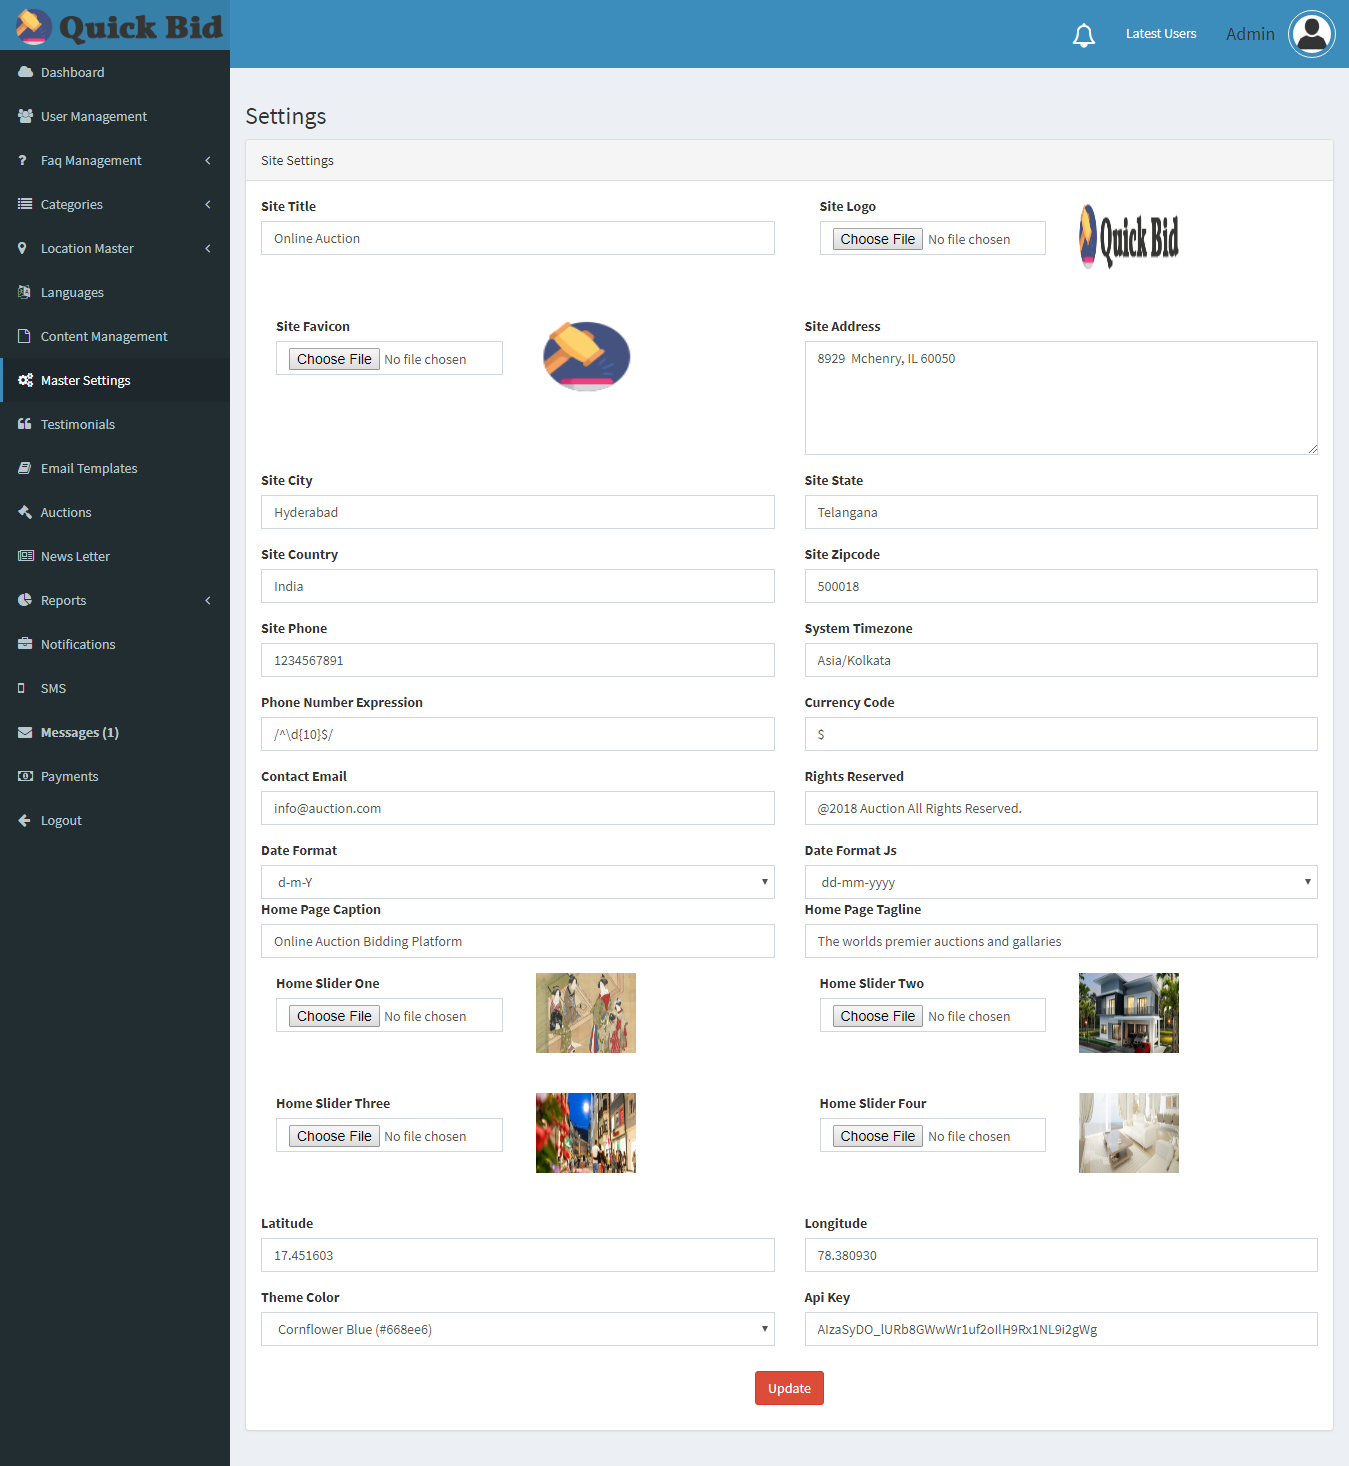 Quick Bid
Latest Users
Admin
Dashboard
User Management
Faq Management
Categories
Location Master
Languages
Content Management
Master Settings
Testimonials
Email Templates
Auctions
News Letter
Reports
Notifications
SMS
Messages (1)
Payments
Logout
Settings
Site Settings
Site Title
Online Auction
Site Logo
Choose File No file chosen
Quick Bid
Site Favicon
Choose File No file chosen
Site Address
8929 Mchenry, IL 60050
Site City
Hyderabad
Site State
Telangana
Site Country
India
Site Zipcode
500018
Site Phone
1234567891
System Timezone
Asia/Kolkata
Phone Number Expression
/^\d{10}$/
Currency Code
$
Contact Email
info@auction.com
Rights Reserved
@2018 Auction All Rights Reserved.
Date Format
d-m-Y
Date Format Js
dd-mm-yyyy
Home Page Caption
Online Auction Bidding Platform
Home Page Tagline
The worlds premier auctions and gallaries
Home Slider One
Choose File No file chosen
Home Slider Two
Choose File No file chosen
Home Slider Three
Choose File No file chosen
Home Slider Four
Choose File No file chosen
Latitude
17.451603
Longitude
78.380930
Theme Color
Cornflower Blue (#668ee6)
Api Key
AIzaSyDO_lURb8GWwWr1uf2oIlH9Rx1NL9i2gWg
Update